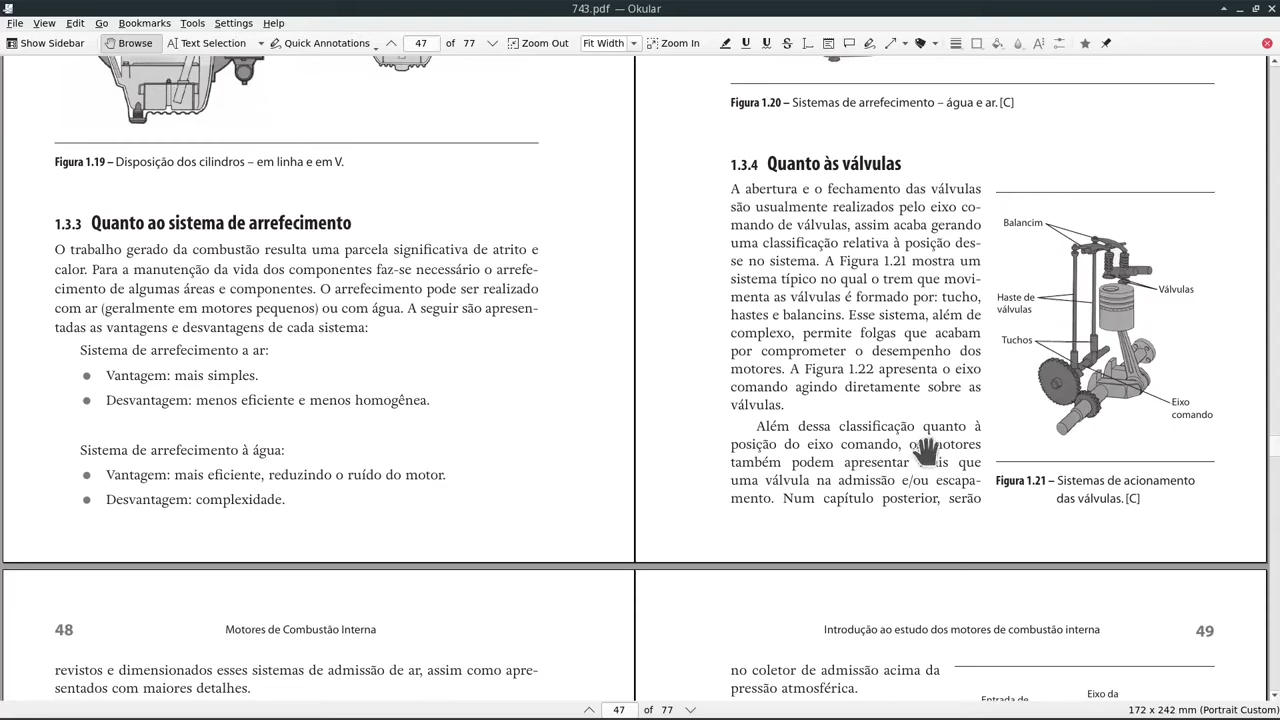 743.pdf — Okular
File View Edit Go Bookmarks Tools Settings Help
Show Sidebar Browse Text Selection Quick Annotations 47 of 77 Zoom Out Fit Width Zoom In
Figura 1.19 – Disposição dos cilindros – em linha e em V.
1.3.3 Quanto ao sistema de arrefecimento
O trabalho gerado da combustão resulta uma parcela significativa de atrito e
calor. Para a manutenção da vida dos componentes faz-se necessário o arrefe-
cimento de algumas áreas e componentes. O arrefecimento pode ser realizado
com ar (geralmente em motores pequenos) ou com água. A seguir são apresen-
tadas as vantagens e desvantagens de cada sistema:
Sistema de arrefecimento a ar:
● Vantagem: mais simples.
● Desvantagem: menos eficiente e menos homogênea.
Sistema de arrefecimento à água:
● Vantagem: mais eficiente, reduzindo o ruído do motor.
● Desvantagem: complexidade.
Figura 1.20 – Sistemas de arrefecimento – água e ar. [C]
1.3.4 Quanto às válvulas
A abertura e o fechamento das válvulas
são usualmente realizados pelo eixo co-
mando de válvulas, assim acaba gerando
uma classificação relativa à posição des-
se no sistema. A Figura 1.21 mostra um
sistema típico no qual o trem que movi-
menta as válvulas é formado por: tucho,
hastes e balancins. Esse sistema, além de
complexo, permite folgas que acabam
por comprometer o desempenho dos
motores. A Figura 1.22 apresenta o eixo
comando agindo diretamente sobre as
válvulas.
Além dessa classificação quanto à
posição do eixo comando, os motores
também podem apresentar mais que
uma válvula na admissão e/ou escapa-
mento. Num capítulo posterior, serão
Balancim
Válvulas
Haste de
válvulas
Tuchos
Eixo
comando
Figura 1.21 – Sistemas de acionamento
das válvulas. [C]
48 Motores de Combustão Interna
revistos e dimensionados esses sistemas de admissão de ar, assim como apre-
sentados com maiores detalhes.
Introdução ao estudo dos motores de combustão interna 49
no coletor de admissão acima da
pressão atmosférica.
Entrada de
Eixo da
47 of 77
172 x 242 mm (Portrait Custom)